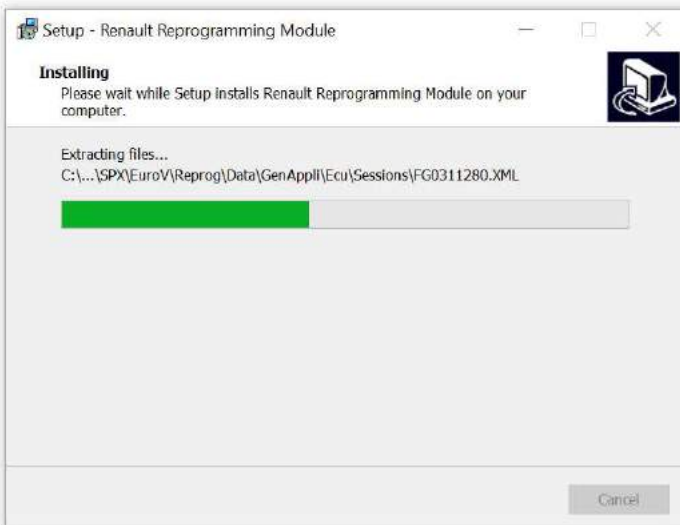 Setup - Renault Reprogramming Module
Installing
Please wait while Setup installs Renault Reprogramming Module on your
computer.
Extracting files...
C:\...\SPX\EuroV\Reprog\Data\GenAppli\Ecu\Sessions\FG0311280.XML
Cancel